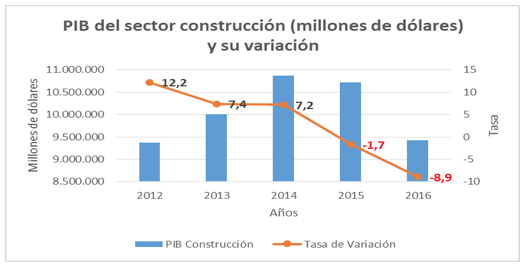 PIB del sector construcción (millones de dólares)
y su variación
Millones de dólares
11.000.000
10.500.000
10.000.000
9.500.000
9.000.000
8.500.000
12,2
7,4
7,2
-1,7
-8,9
15
10
5
0
-5
-10
Tasa
2012 2013 2014 2015 2016
Años
PIB Construcción Tasa de Variación